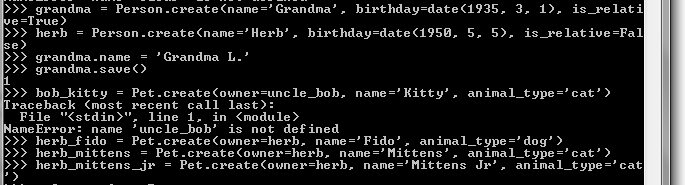 >>> grandma = Person.create(name='Grandma', birthday=date(1935, 3, 1), is_relati
ve=True)
>>> herb = Person.create(name='Herb', birthday=date(1950, 5, 5), is_relative=Fal
se)
>>> grandma.name = 'Grandma L.'
>>> grandma.save()
1
>>> bob_kitty = Pet.create(owner=uncle_bob, name='Kitty', animal_type='cat')
Traceback (most recent call last):
  File "<stdin>", line 1, in <module>
NameError: name 'uncle_bob' is not defined
>>> herb_fido = Pet.create(owner=herb, name='Fido', animal_type='dog')
>>> herb_mittens = Pet.create(owner=herb, name='Mittens', animal_type='cat')
>>> herb_mittens_jr = Pet.create(owner=herb, name='Mittens Jr', animal_type='cat
')